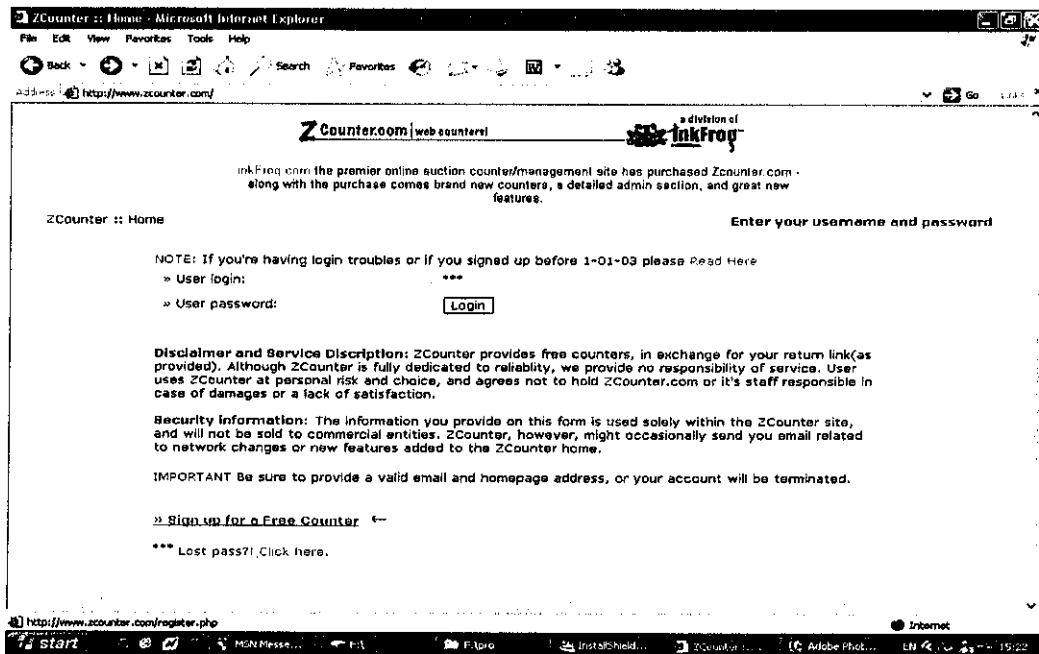 ZCounter :: Home - Microsoft Internet Explorer
File Edit View Favorites Tools Help
Back Search Favorites
Address http://www.zcounter.com/ Go Links
ZCounter.com web counters!
a division of
inkFrog
inkFrog.com the premier online auction counter/management site has purchased Zcounter.com -
along with the purchase comes brand new counters, a detailed admin section, and great new
features.
ZCounter :: Home
Enter your username and password
NOTE: If you're having login troubles or if you signed up before 1-01-03 please Read Here
» User login: ***
» User password: Login
Disclaimer and Service Discription: ZCounter provides free counters, in exchange for your return link(as
provided). Although ZCounter is fully dedicated to reliablity, we provide no responsibility of service. User
uses ZCounter at personal risk and choice, and agrees not to hold ZCounter.com or it's staff responsible in
case of damages or a lack of satisfaction.
Security information: The information you provide on this form is used solely within the ZCounter site,
and will not be sold to commercial entities. ZCounter, however, might occasionally send you email related
to network changes or new features added to the ZCounter home.
IMPORTANT Be sure to provide a valid email and homepage address, or your account will be terminated.
» Sign up for a Free Counter ←
*** Lost pass?! Click here.
http://www.zcounter.com/register.php
Internet
start MSN Messe... F:\pro InstallShield... ZCounter :... Adobe Phot... EN 15:22